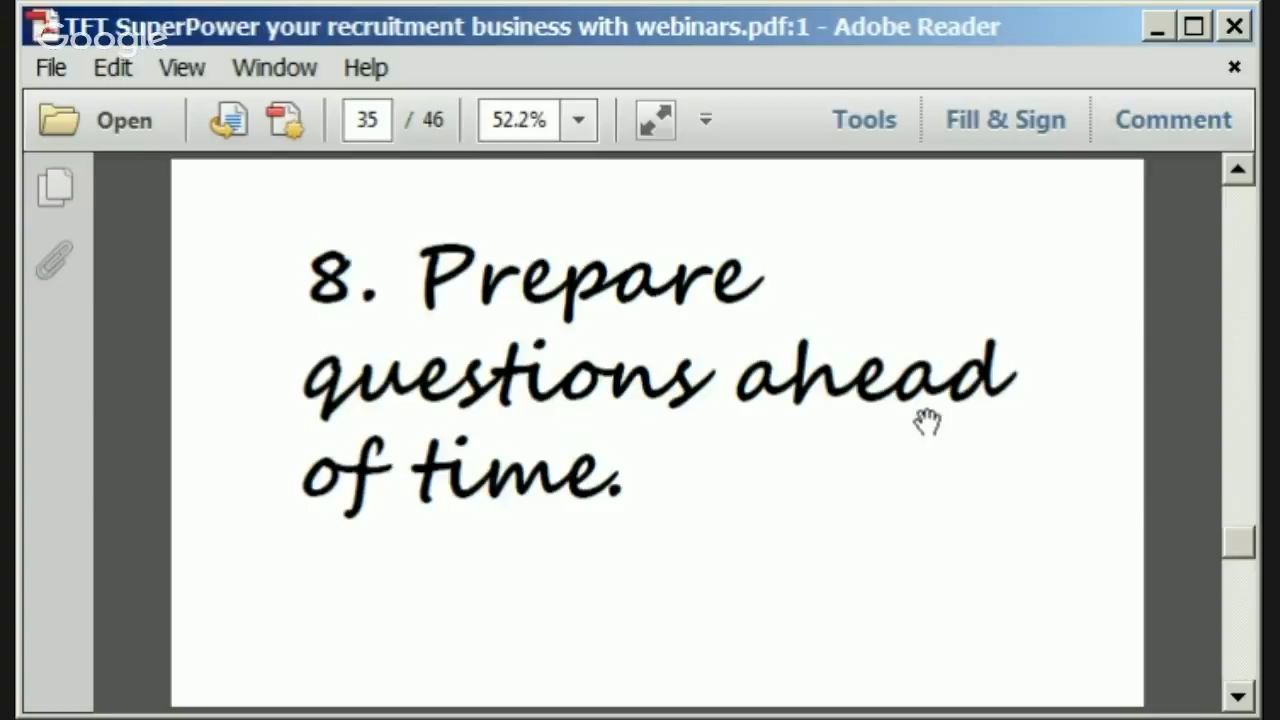 TFT SuperPower your recruitment business with webinars.pdf:1 - Adobe Reader
Google
File Edit View Window Help
Open 35 / 46 52.2% Tools Fill & Sign Comment
8. Prepare
questions ahead
of time.